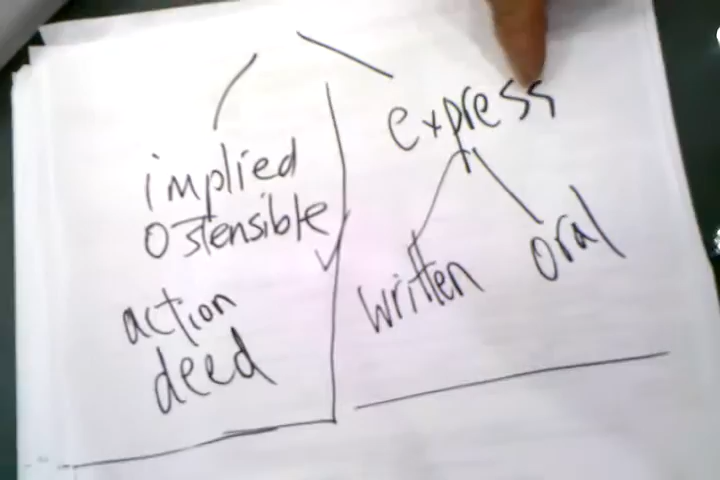 implied
ostensible
action
deed
express
written
oral